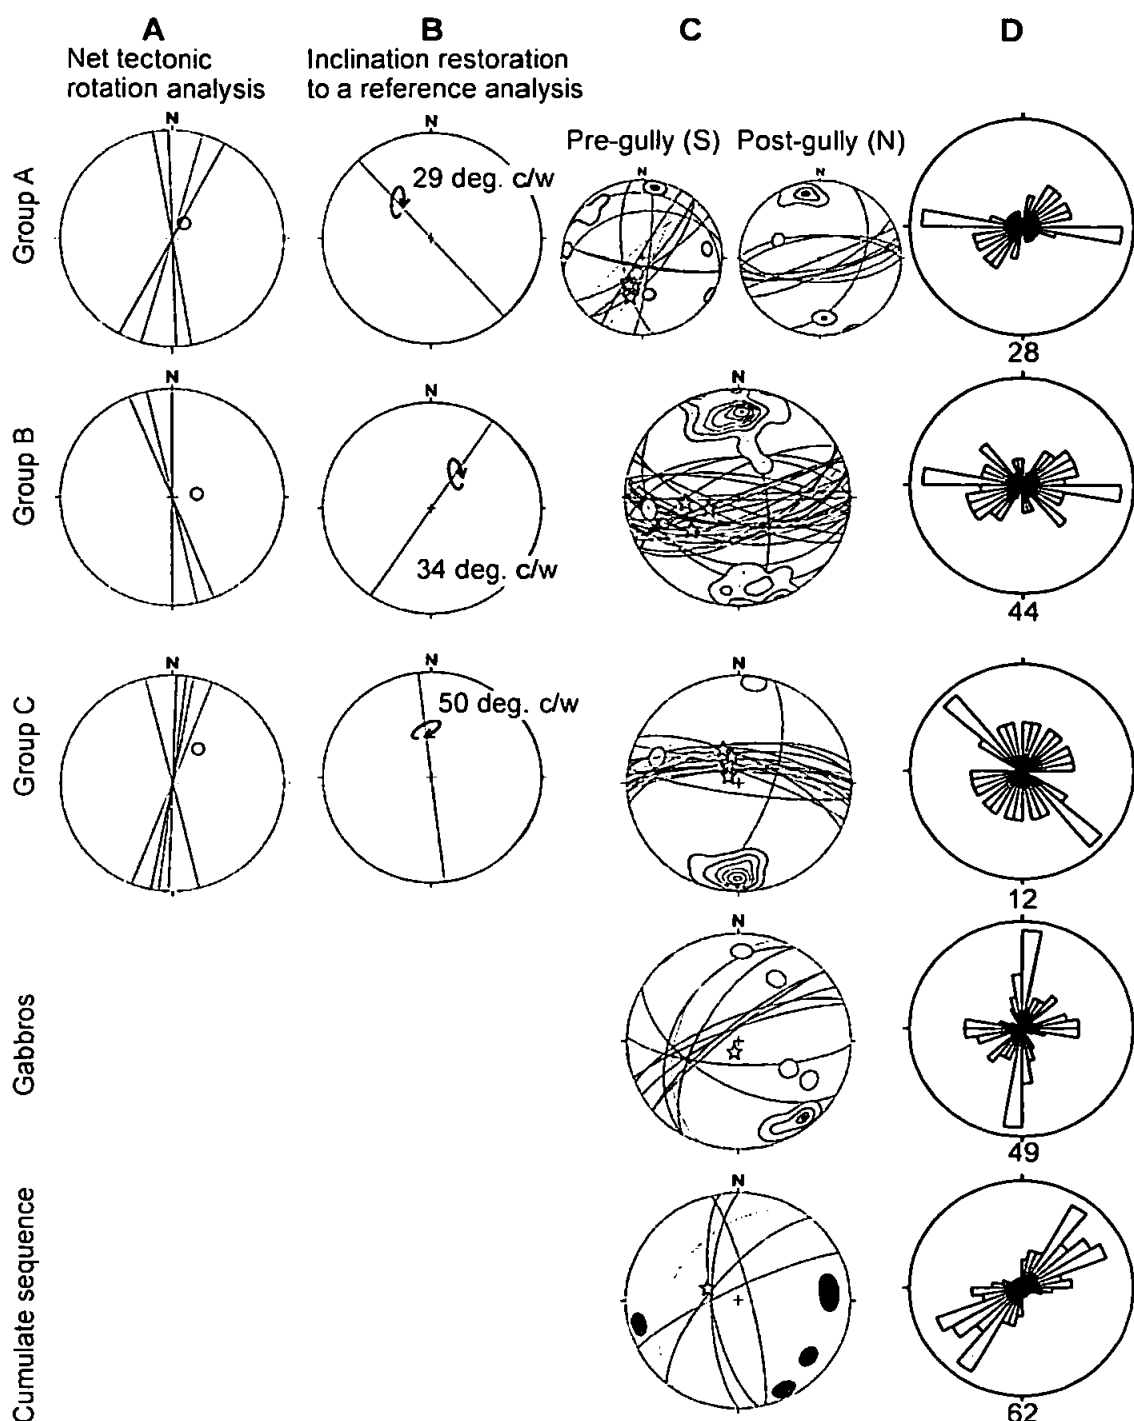 A
B
C
D
Net tectonic
rotation analysis
Inclination restoration
to a reference analysis
Pre-gully (S)
Post-gully (N)
Group A
N
N
29 deg. c/w
N
N
28
Group B
N
N
34 deg. c/w
N
44
Group C
N
N
50 deg. c/w
N
12
Gabbros
N
49
Cumulate sequence
N
62